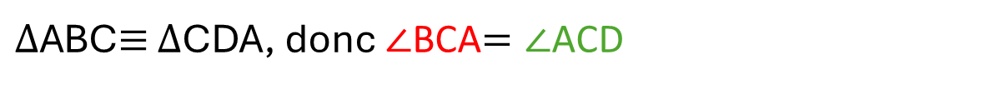 ΔABC≡ ΔCDA, donc ∠BCA= ∠ACD